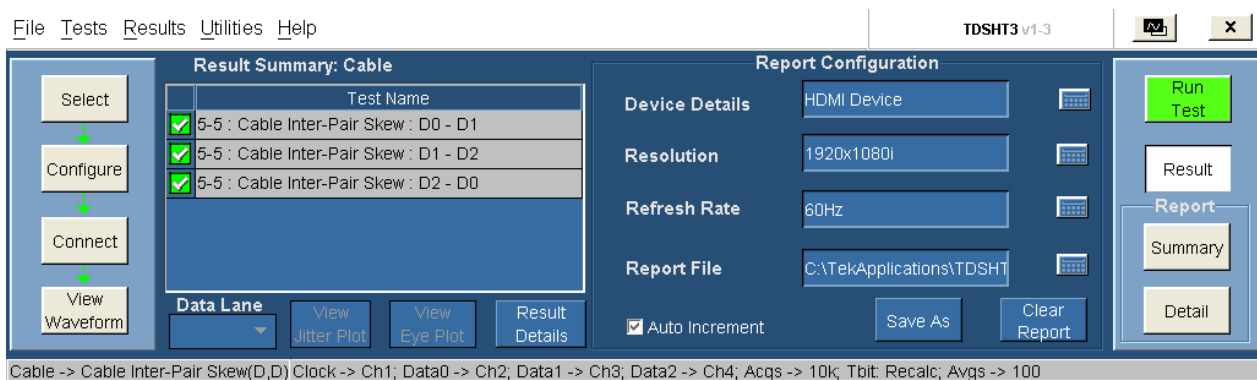 File Tests Results Utilities Help
TDSHT3 v1-3
x
Select
Configure
Connect
View Waveform
Result Summary: Cable
Test Name
5-5 : Cable Inter-Pair Skew : D0 - D1
5-5 : Cable Inter-Pair Skew : D1 - D2
5-5 : Cable Inter-Pair Skew : D2 - D0
Data Lane
View Jitter Plot
View Eye Plot
Result Details
Report Configuration
Device Details HDMI Device
Resolution 1920x1080i
Refresh Rate 60Hz
Report File C:\TekApplications\TDSHT
Auto Increment
Save As
Clear Report
Run Test
Result
Report
Summary
Detail
Cable -> Cable Inter-Pair Skew(D,D) Clock -> Ch1; Data0 -> Ch2; Data1 -> Ch3; Data2 -> Ch4; Acqs -> 10k; Tbit: Recalc; Avgs -> 100